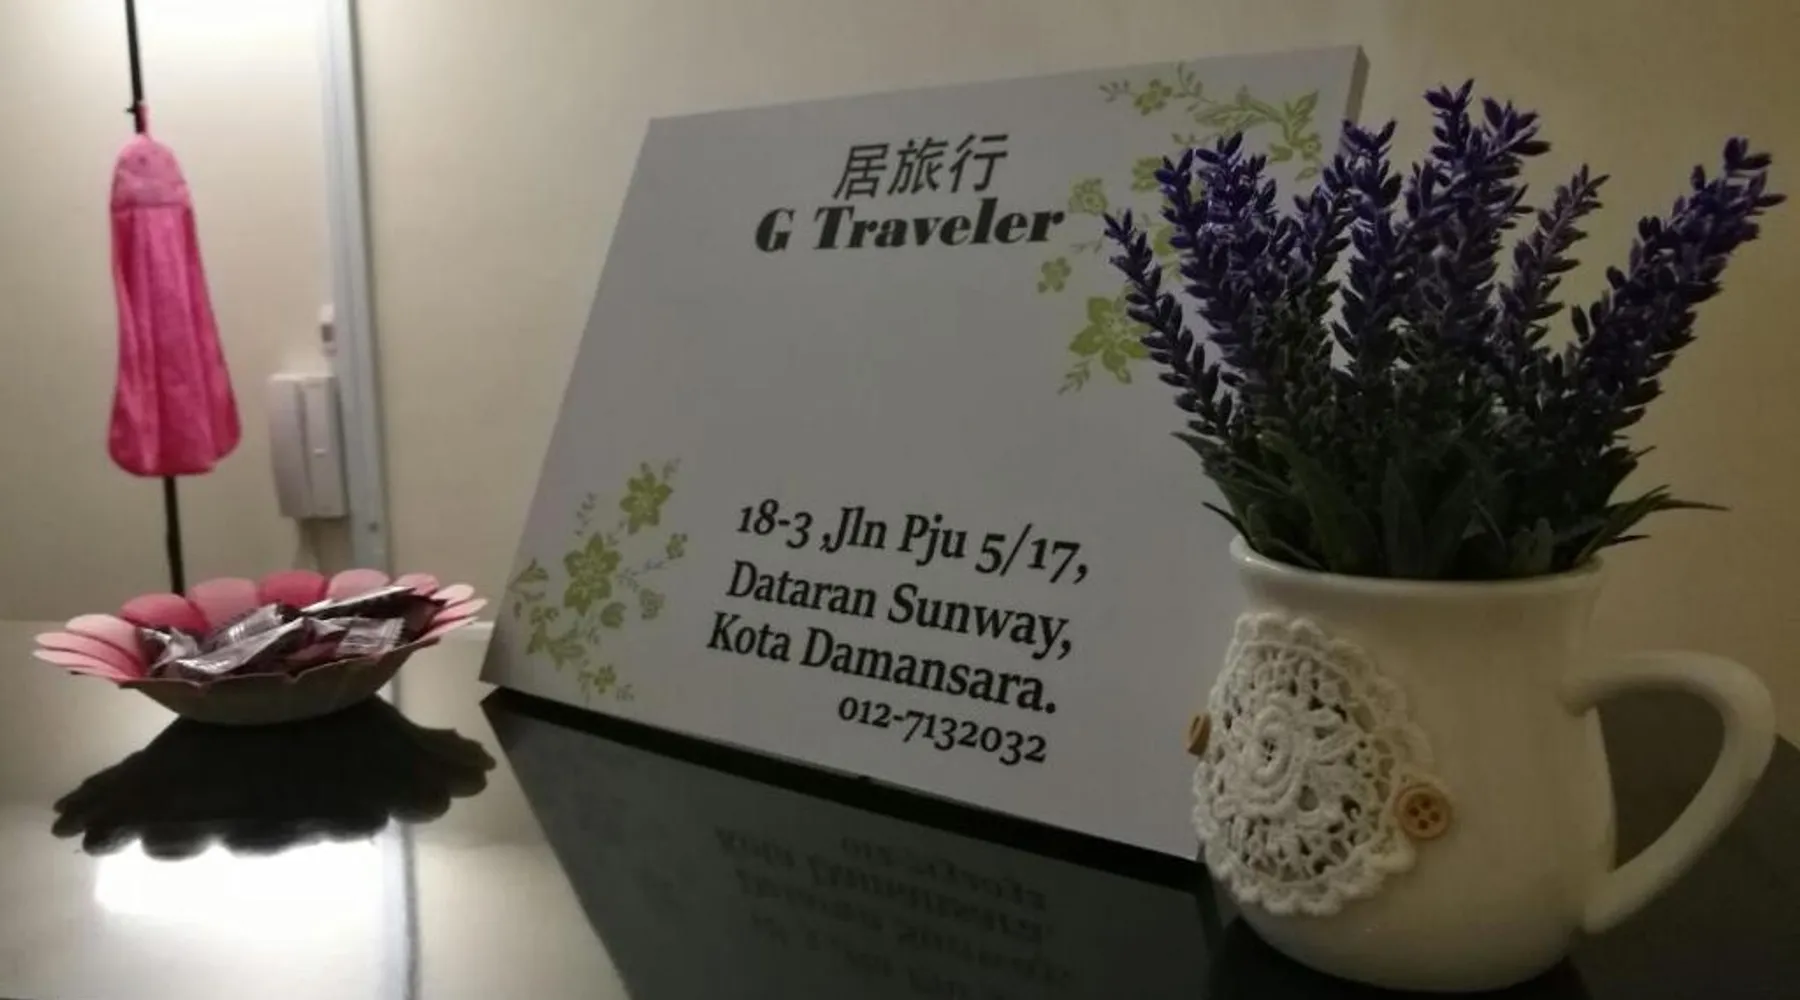 居旅行
G Traveler
18-3 ,Jln Pju 5/17,
Dataran Sunway,
Kota Damansara.
012-7132032